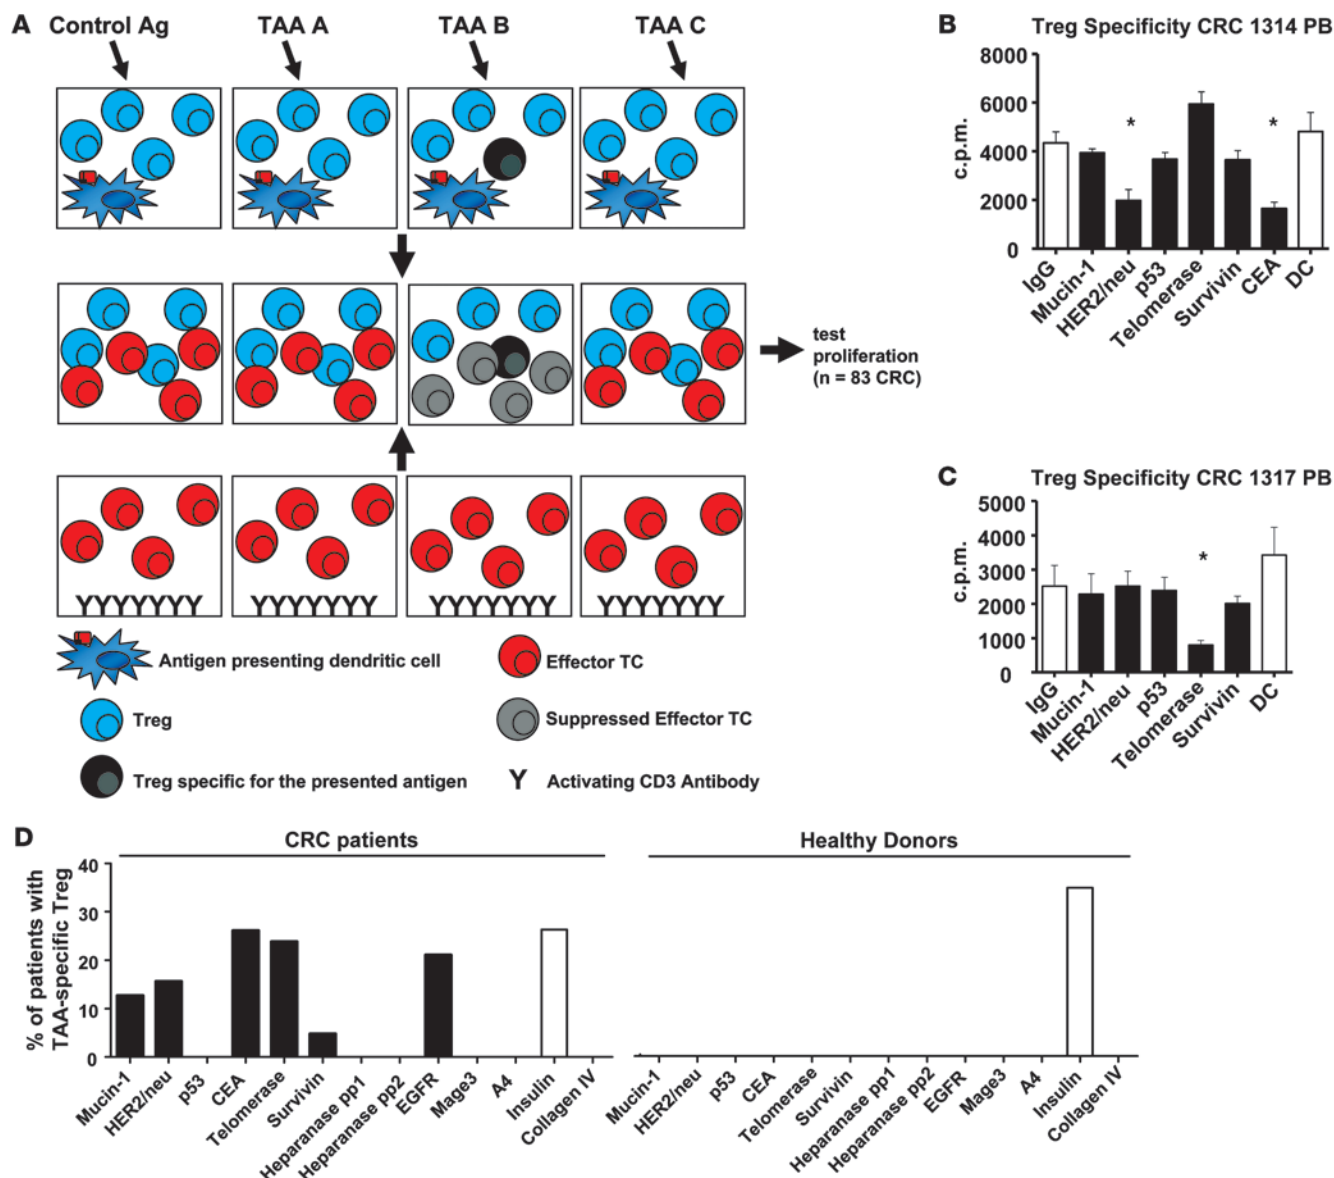 A
Control Ag
TAA A
TAA B
TAA C
test
proliferation
(n = 83 CRC)
YYYYYYY
YYYYYYY
YYYYYYY
YYYYYYY
Antigen presenting dendritic cell
Effector TC
Treg
Suppressed Effector TC
Treg specific for the presented antigen
Y Activating CD3 Antibody
B
Treg Specificity CRC 1314 PB
c.p.m.
8000
6000
4000
2000
0
*
*
IgG
Mucin-1
HER2/neu
p53
Telomerase
Survivin
CEA
DC
C
Treg Specificity CRC 1317 PB
c.p.m.
5000
4000
3000
2000
1000
0
*
IgG
Mucin-1
HER2/neu
p53
Telomerase
Survivin
DC
D
CRC patients
Healthy Donors
% of patients with
TAA-specific Treg
40
30
20
10
0
Mucin-1
HER2/neu
p53
CEA
Telomerase
Survivin
Heparanase pp1
Heparanase pp2
EGFR
Mage3
A4
Insulin
Collagen IV
Mucin-1
HER2/neu
p53
CEA
Telomerase
Survivin
Heparanase pp1
Heparanase pp2
EGFR
Mage3
A4
Insulin
Collagen IV